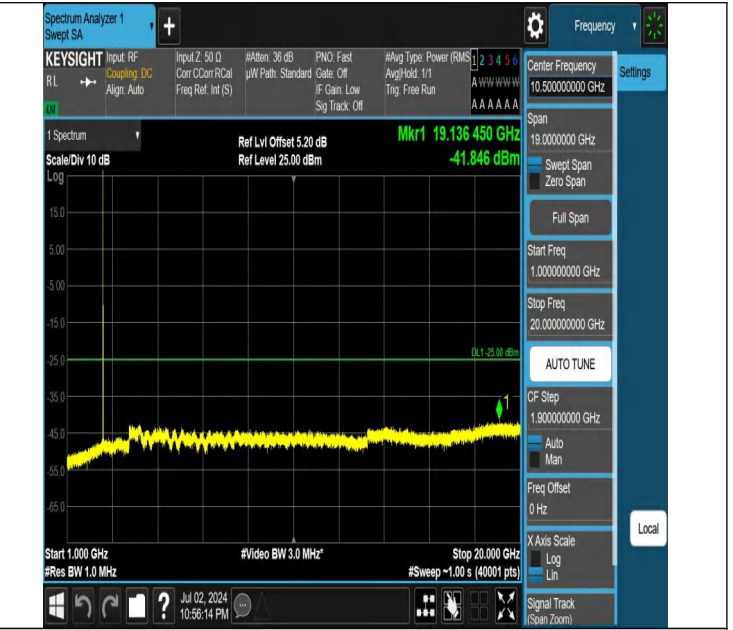 Spectrum Analyzer 1
Swept SA
Frequency
KEYSIGHT
RL
LXI
Input: RF
Coupling: DC
Align: Auto
Input Z: 50 Ω
Corr CCorr RCal
Freq Ref: Int (S)
#Atten: 36 dB
µW Path: Standard
PNO: Fast
Gate: Off
IF Gain: Low
Sig Track: Off
#Avg Type: Power (RMS
Avg|Hold: 1/1
Trig: Free Run
1 2 3 4 5 6
A W W W W W
A A A A A A
1 Spectrum
Scale/Div 10 dB
Ref Lvl Offset 5.20 dB
Ref Level 25.00 dBm
Mkr1 19.136 450 GHz
-41.846 dBm
Log
15.0
5.00
-5.00
-15.0
-25.0
DL1 -25.00 dBm
-35.0
1
-45.0
-55.0
-65.0
Start 1.000 GHz
#Res BW 1.0 MHz
#Video BW 3.0 MHz*
Stop 20.000 GHz
#Sweep ~1.00 s (40001 pts)
Jul 02, 2024
10:56:14 PM
Center Frequency
10.500000000 GHz
Settings
Span
19.0000000 GHz
Swept Span
Zero Span
Full Span
Start Freq
1.000000000 GHz
Stop Freq
20.000000000 GHz
AUTO TUNE
CF Step
1.900000000 GHz
Auto
Man
Freq Offset
0 Hz
X Axis Scale
Log
Lin
Signal Track
(Span Zoom)
Local